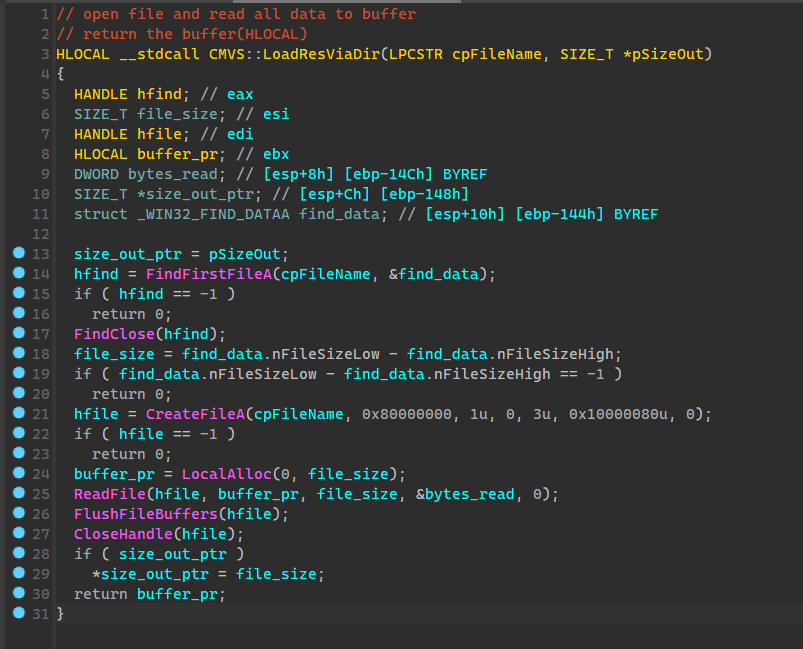 1 // open file and read all data to buffer
2 // return the buffer(HLOCAL)
3 HLOCAL __stdcall CMVS::LoadResViaDir(LPCSTR cpFileName, SIZE_T *pSizeOut)
4 {
5   HANDLE hfind; // eax
6   SIZE_T file_size; // esi
7   HANDLE hfile; // edi
8   HLOCAL buffer_pr; // ebx
9   DWORD bytes_read; // [esp+8h] [ebp-14Ch] BYREF
10   SIZE_T *size_out_ptr; // [esp+Ch] [ebp-148h]
11   struct _WIN32_FIND_DATAA find_data; // [esp+10h] [ebp-144h] BYREF
12
13   size_out_ptr = pSizeOut;
14   hfind = FindFirstFileA(cpFileName, &find_data);
15   if ( hfind == -1 )
16     return 0;
17   FindClose(hfind);
18   file_size = find_data.nFileSizeLow - find_data.nFileSizeHigh;
19   if ( find_data.nFileSizeLow - find_data.nFileSizeHigh == -1 )
20     return 0;
21   hfile = CreateFileA(cpFileName, 0x80000000, 1u, 0, 3u, 0x10000080u, 0);
22   if ( hfile == -1 )
23     return 0;
24   buffer_pr = LocalAlloc(0, file_size);
25   ReadFile(hfile, buffer_pr, file_size, &bytes_read, 0);
26   FlushFileBuffers(hfile);
27   CloseHandle(hfile);
28   if ( size_out_ptr )
29     *size_out_ptr = file_size;
30   return buffer_pr;
31 }